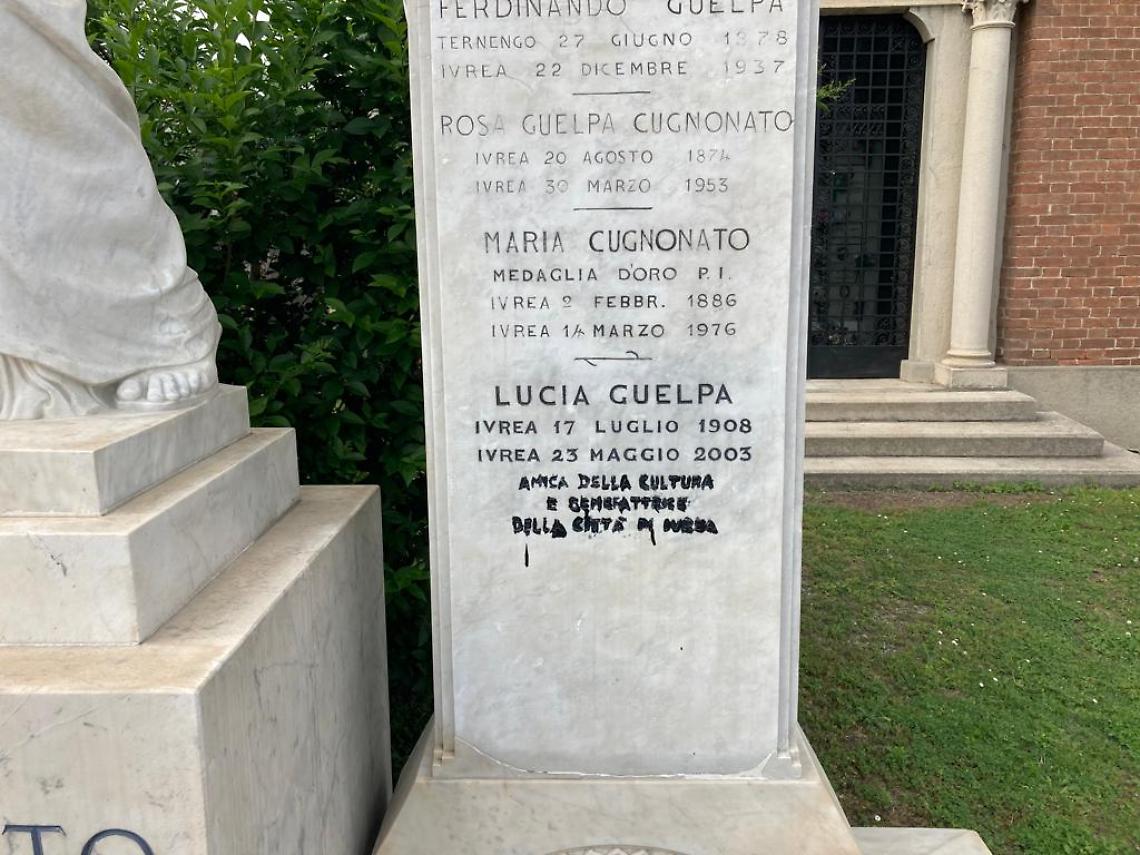 FERDINANDO GUELPA
TERNENGO 27 GIUGNO 1878
IVREA 22 DICEMBRE 1937
ROSA GUELPA CUGNONATO
IVREA 20 AGOSTO 1874
IVREA 30 MARZO 1953
MARIA CUGNONATO
MEDAGLIA D'ORO P.I.
IVREA 2 FEBBR. 1886
IVREA 14 MARZO 1976
LUCIA GUELPA
IVREA 17 LUGLIO 1908
IVREA 23 MAGGIO 2003
AMICA DELLA CULTURA
E BENEFATTRICE
DELLA CITTÀ DI IVREA
TO